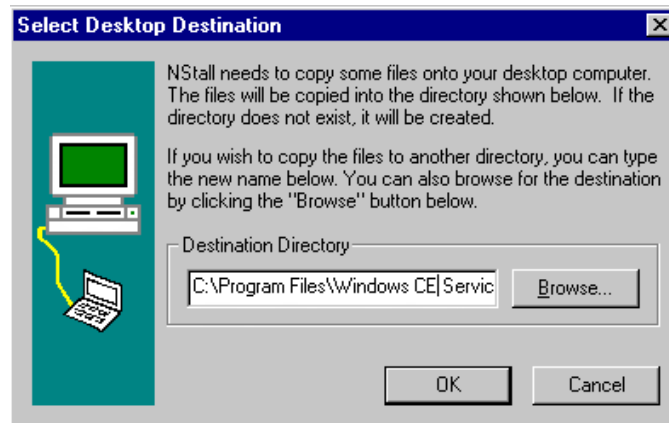 Select Desktop Destination
NStall needs to copy some files onto your desktop computer.
The files will be copied into the directory shown below.  If the
directory does not exist, it will be created.
If you wish to copy the files to another directory, you can type
the new name below. You can also browse for the destination
by clicking the "Browse" button below.
Destination Directory
C:\Program Files\Windows CE Servic
Browse...
OK
Cancel